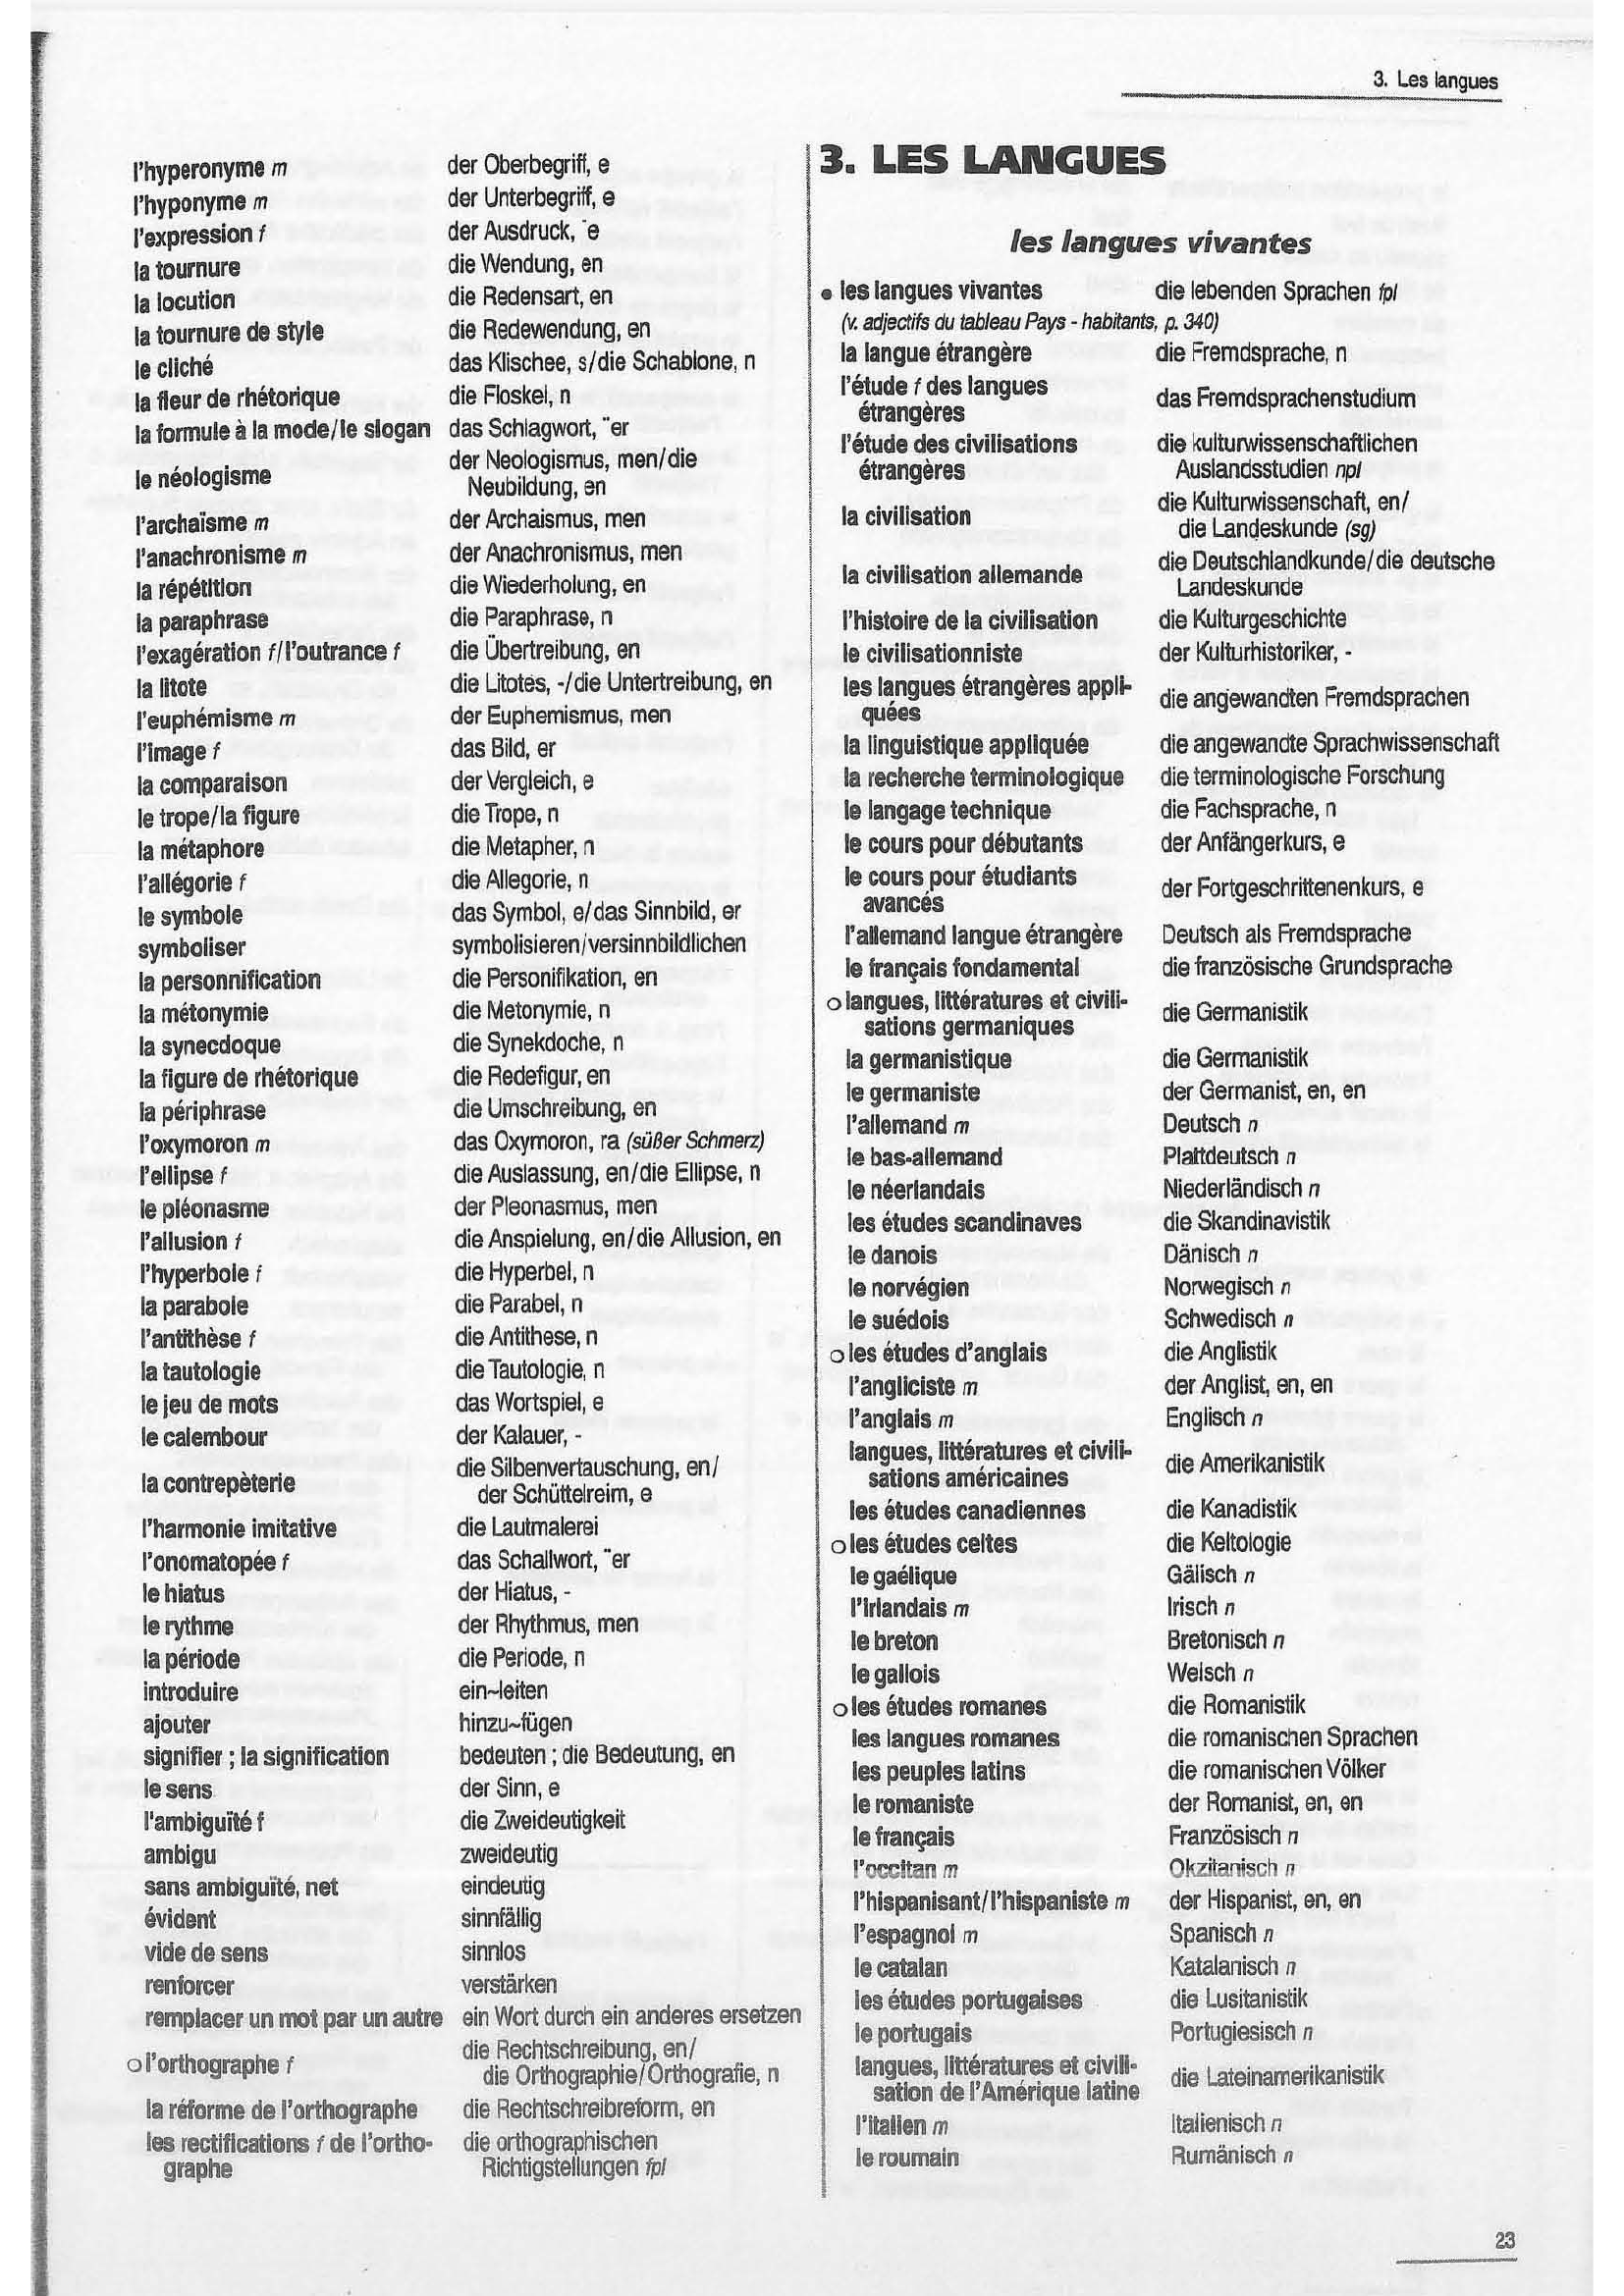 3. Les langues
l'hyperonyme m der Oberbegriff, e
l'hyponyme m der Unterbegriff, e
l'expression f der Ausdruck, ¨e
la tournure die Wendung, en
la locution die Redensart, en
la tournure de style die Redewendung, en
le cliché das Klischee, s/die Schablone, n
la fleur de rhétorique die Floskel, n
la formule à la mode/le slogan das Schlagwort, ¨er
le néologisme der Neologismus, men/die
Neubildung, en
l'archaïsme m der Archaismus, men
l'anachronisme m der Anachronismus, men
la répétition die Wiederholung, en
la paraphrase die Paraphrase, n
l'exagération f/l'outrance f die Übertreibung, en
la litote die Litotes, -/die Untertreibung, en
l'euphémisme m der Euphemismus, men
l'image f das Bild, er
la comparaison der Vergleich, e
le trope/la figure die Trope, n
la métaphore die Metapher, n
l'allégorie f die Allegorie, n
le symbole das Symbol, e/das Sinnbild, er
symboliser symbolisieren/versinnbildlichen
la personnification die Personifikation, en
la métonymie die Metonymie, n
la synecdoque die Synekdoche, n
la figure de rhétorique die Redefigur, en
la périphrase die Umschreibung, en
l'oxymoron m das Oxymoron, ra (süßer Schmerz)
l'ellipse f die Auslassung, en/die Ellipse, n
le pléonasme der Pleonasmus, men
l'allusion f die Anspielung, en/die Allusion, en
l'hyperbole f die Hyperbel, n
la parabole die Parabel, n
l'antithèse f die Antithese, n
la tautologie die Tautologie, n
le jeu de mots das Wortspiel, e
le calembour der Kalauer, -
la contrepèterie die Silbenvertauschung, en/
der Schüttelreim, e
l'harmonie imitative die Lautmalerei
l'onomatopée f das Schallwort, ¨er
le hiatus der Hiatus, -
le rythme der Rhythmus, men
la période die Periode, n
introduire ein~leiten
ajouter hinzu~fügen
signifier ; la signification bedeuten ; die Bedeutung, en
le sens der Sinn, e
l'ambiguïté f die Zweideutigkeit
ambigu zweideutig
sans ambiguïté, net eindeutig
évident sinnfällig
vide de sens sinnlos
renforcer verstärken
remplacer un mot par un autre ein Wort durch ein anderes ersetzen
o l'orthographe f die Rechtschreibung, en/
die Orthographie/Orthografie, n
la réforme de l'orthographe die Rechtschreibreform, en
les rectifications f de l'ortho- die orthographischen
graphe Richtigstellungen fpl
3. LES LANGUES
les langues vivantes
• les langues vivantes die lebenden Sprachen fpl
(v. adjectifs du tableau Pays - habitants, p. 340)
la langue étrangère die Fremdsprache, n
l'étude f des langues
étrangères das Fremdsprachenstudium
l'étude des civilisations die kulturwissenschaftlichen
étrangères Auslandsstudien npl
la civilisation die Kulturwissenschaft, en/
die Landeskunde (sg)
la civilisation allemande die Deutschlandkunde/die deutsche
Landeskunde
l'histoire de la civilisation die Kulturgeschichte
le civilisationniste der Kulturhistoriker, -
les langues étrangères appli-
quées die angewandten Fremdsprachen
la linguistique appliquée die angewandte Sprachwissenschaft
la recherche terminologique die terminologische Forschung
le langage technique die Fachsprache, n
le cours pour débutants der Anfängerkurs, e
le cours pour étudiants
avancés der Fortgeschrittenenkurs, e
l'allemand langue étrangère Deutsch als Fremdsprache
le français fondamental die französische Grundsprache
o langues, littératures et civili-
sations germaniques die Germanistik
la germanistique die Germanistik
le germaniste der Germanist, en, en
l'allemand m Deutsch n
le bas-allemand Plattdeutsch n
le néerlandais Niederländisch n
les études scandinaves die Skandinavistik
le danois Dänisch n
le norvégien Norwegisch n
le suédois Schwedisch n
o les études d'anglais die Anglistik
l'angliciste m der Anglist, en, en
l'anglais m Englisch n
langues, littératures et civili-
sations américaines die Amerikanistik
les études canadiennes die Kanadistik
o les études celtes die Keltologie
le gaélique Gälisch n
l'irlandais m Irisch n
le breton Bretonisch n
le gallois Welsch n
o les études romanes die Romanistik
les langues romanes die romanischen Sprachen
les peuples latins die romanischen Völker
le romaniste der Romanist, en, en
le français Französisch n
l'occitan m Okzitanisch n
l'hispanisant/l'hispaniste m der Hispanist, en, en
l'espagnol m Spanisch n
le catalan Katalanisch n
les études portugaises die Lusitanistik
le portugais Portugiesisch n
langues, littératures et civili-
sation de l'Amérique latine die Lateinamerikanistik
l'italien m Italienisch n
le roumain Rumänisch n
23